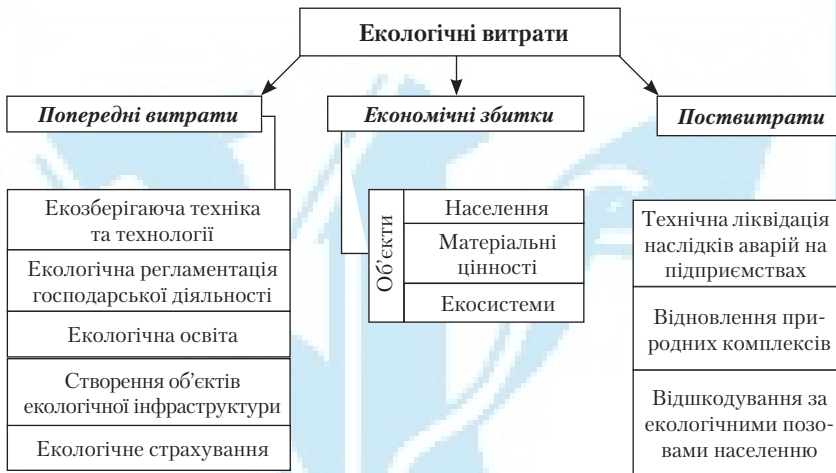 Екологічні витрати
Попередні витрати
Економічні збитки
Поствитрати
Екозберігаюча техніка
та технології
Екологічна регламентація
господарської діяльності
Екологічна освіта
Створення об’єктів
екологічної інфраструктури
Екологічне страхування
Об’єкти
Населення
Матеріальні
цінності
Екосистеми
Технічна ліквідація
наслідків аварій на
підприємствах
Відновлення при-
родних комплексів
Відшкодування за
екологічними позо-
вами населенню